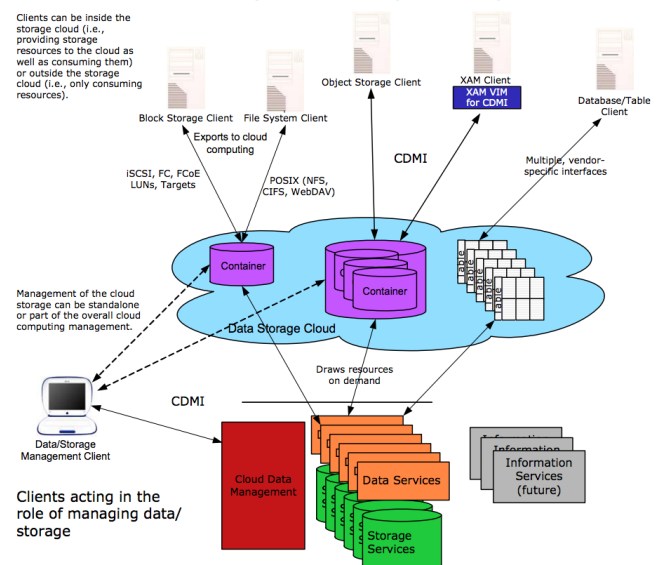 Clients can be inside the
storage cloud (i.e.,
providing storage
resources to the cloud
as well as consuming them)
or outside the storage
cloud (i.e., only consuming
resources).
Block Storage Client
File System Client
Object Storage Client
XAM Client
XAM VIM
for CDMI
Database/Table
Client
Exports to cloud
computing
iSCSI, FC, FCoE
LUNs, Targets
POSIX (NFS,
CIFS, WebDAV)
CDMI
Multiple, vendor-
specific interfaces
Container
Container
Table
Table
Table
Table
Table
Management of the cloud
storage can be standalone
or part of the overall cloud
computing management.
Data Storage Cloud
Draws resources
on demand
CDMI
Data/Storage
Management Client
Cloud Data
Management
Data Services
Storage
Services
Information
Services
(future)
Clients acting in the
role of managing data/
storage